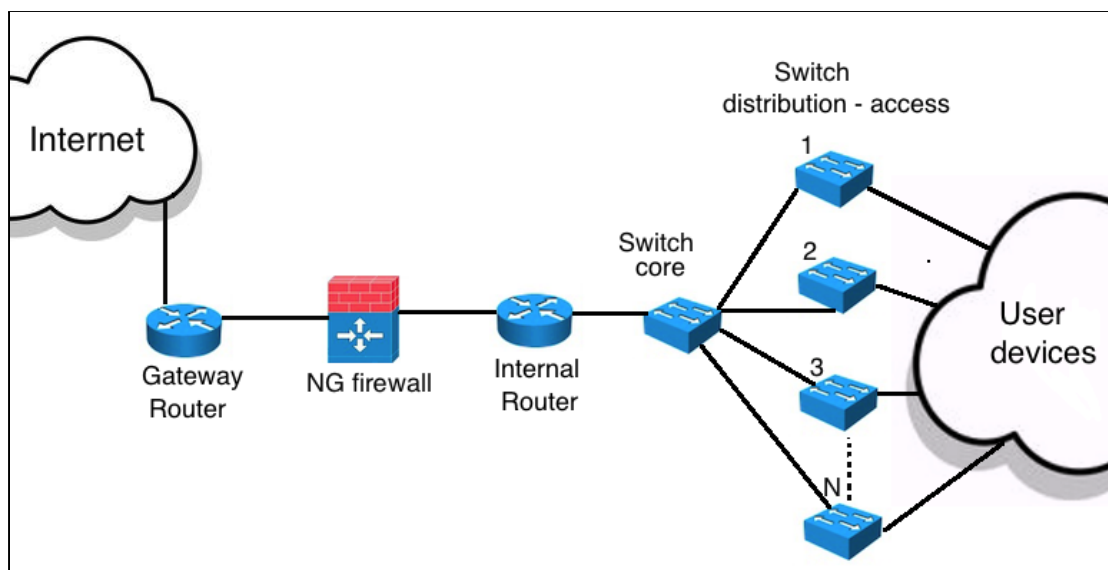 Internet
Gateway
Router
NG firewall
Internal
Router
Switch
core
Switch
distribution - access
1
2
3
N
User
devices